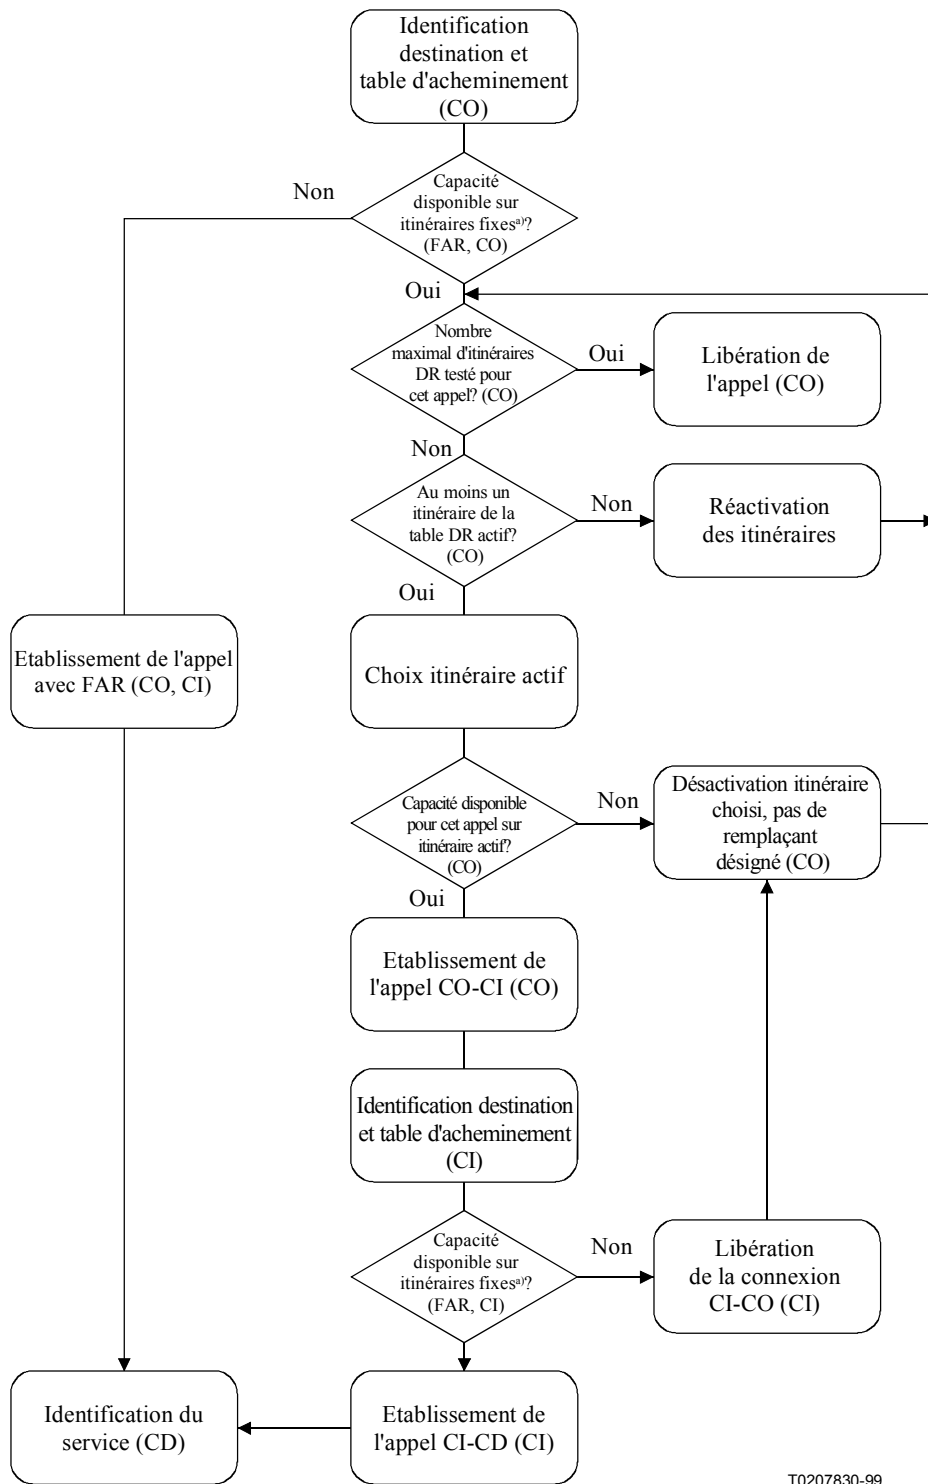 Identification
destination et
table d'acheminement
(CO)
Non
Capacité
disponible sur
itinéraires fixesa)?
(FAR, CO)
Oui
Nombre
maximal d'itinéraires
DR testé pour
cet appel? (CO)
Oui
Libération de
l'appel (CO)
Non
Au moins un
itinéraire de la
table DR actif?
(CO)
Non
Réactivation
des itinéraires
Oui
Etablissement de l'appel
avec FAR (CO, CI)
Choix itinéraire actif
Capacité disponible
pour cet appel sur
itinéraire actif?
(CO)
Non
Désactivation itinéraire
choisi, pas de
remplaçant
désigné (CO)
Oui
Etablissement de
l'appel CO-CI (CO)
Identification destination
et table d'acheminement
(CI)
Capacité
disponible sur
itinéraires fixesa)?
(FAR, CI)
Non
Libération
de la connexion
CI-CO (CI)
Identification du
service (CD)
Etablissement de
l'appel CI-CD (CI)
T0207830-99